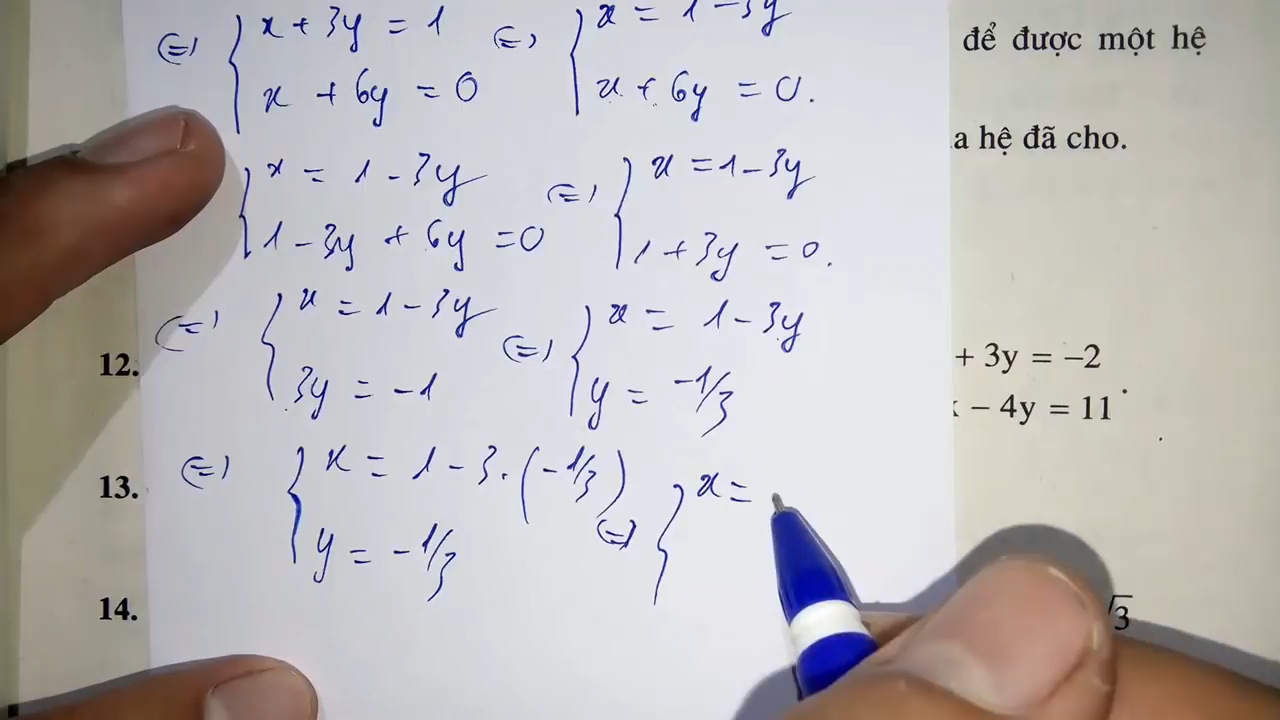 (=) { x + 3y = 1 (=) { x = 1 - 3y
x + 6y = 0 x + 6y = 0.
để được một hệ
a hệ đã cho.
{ x = 1 - 3y (=) { x = 1 - 3y
1 - 3y + 6y = 0 1 + 3y = 0.
(=) { x = 1 - 3y (=) { x = 1 - 3y
3y = -1 y = -1/3
12.
+ 3y = –2
– 4y = 11.
(=) { x = 1 - 3. (-1/3) (=) { x =
y = -1/3
13.
14.
√3